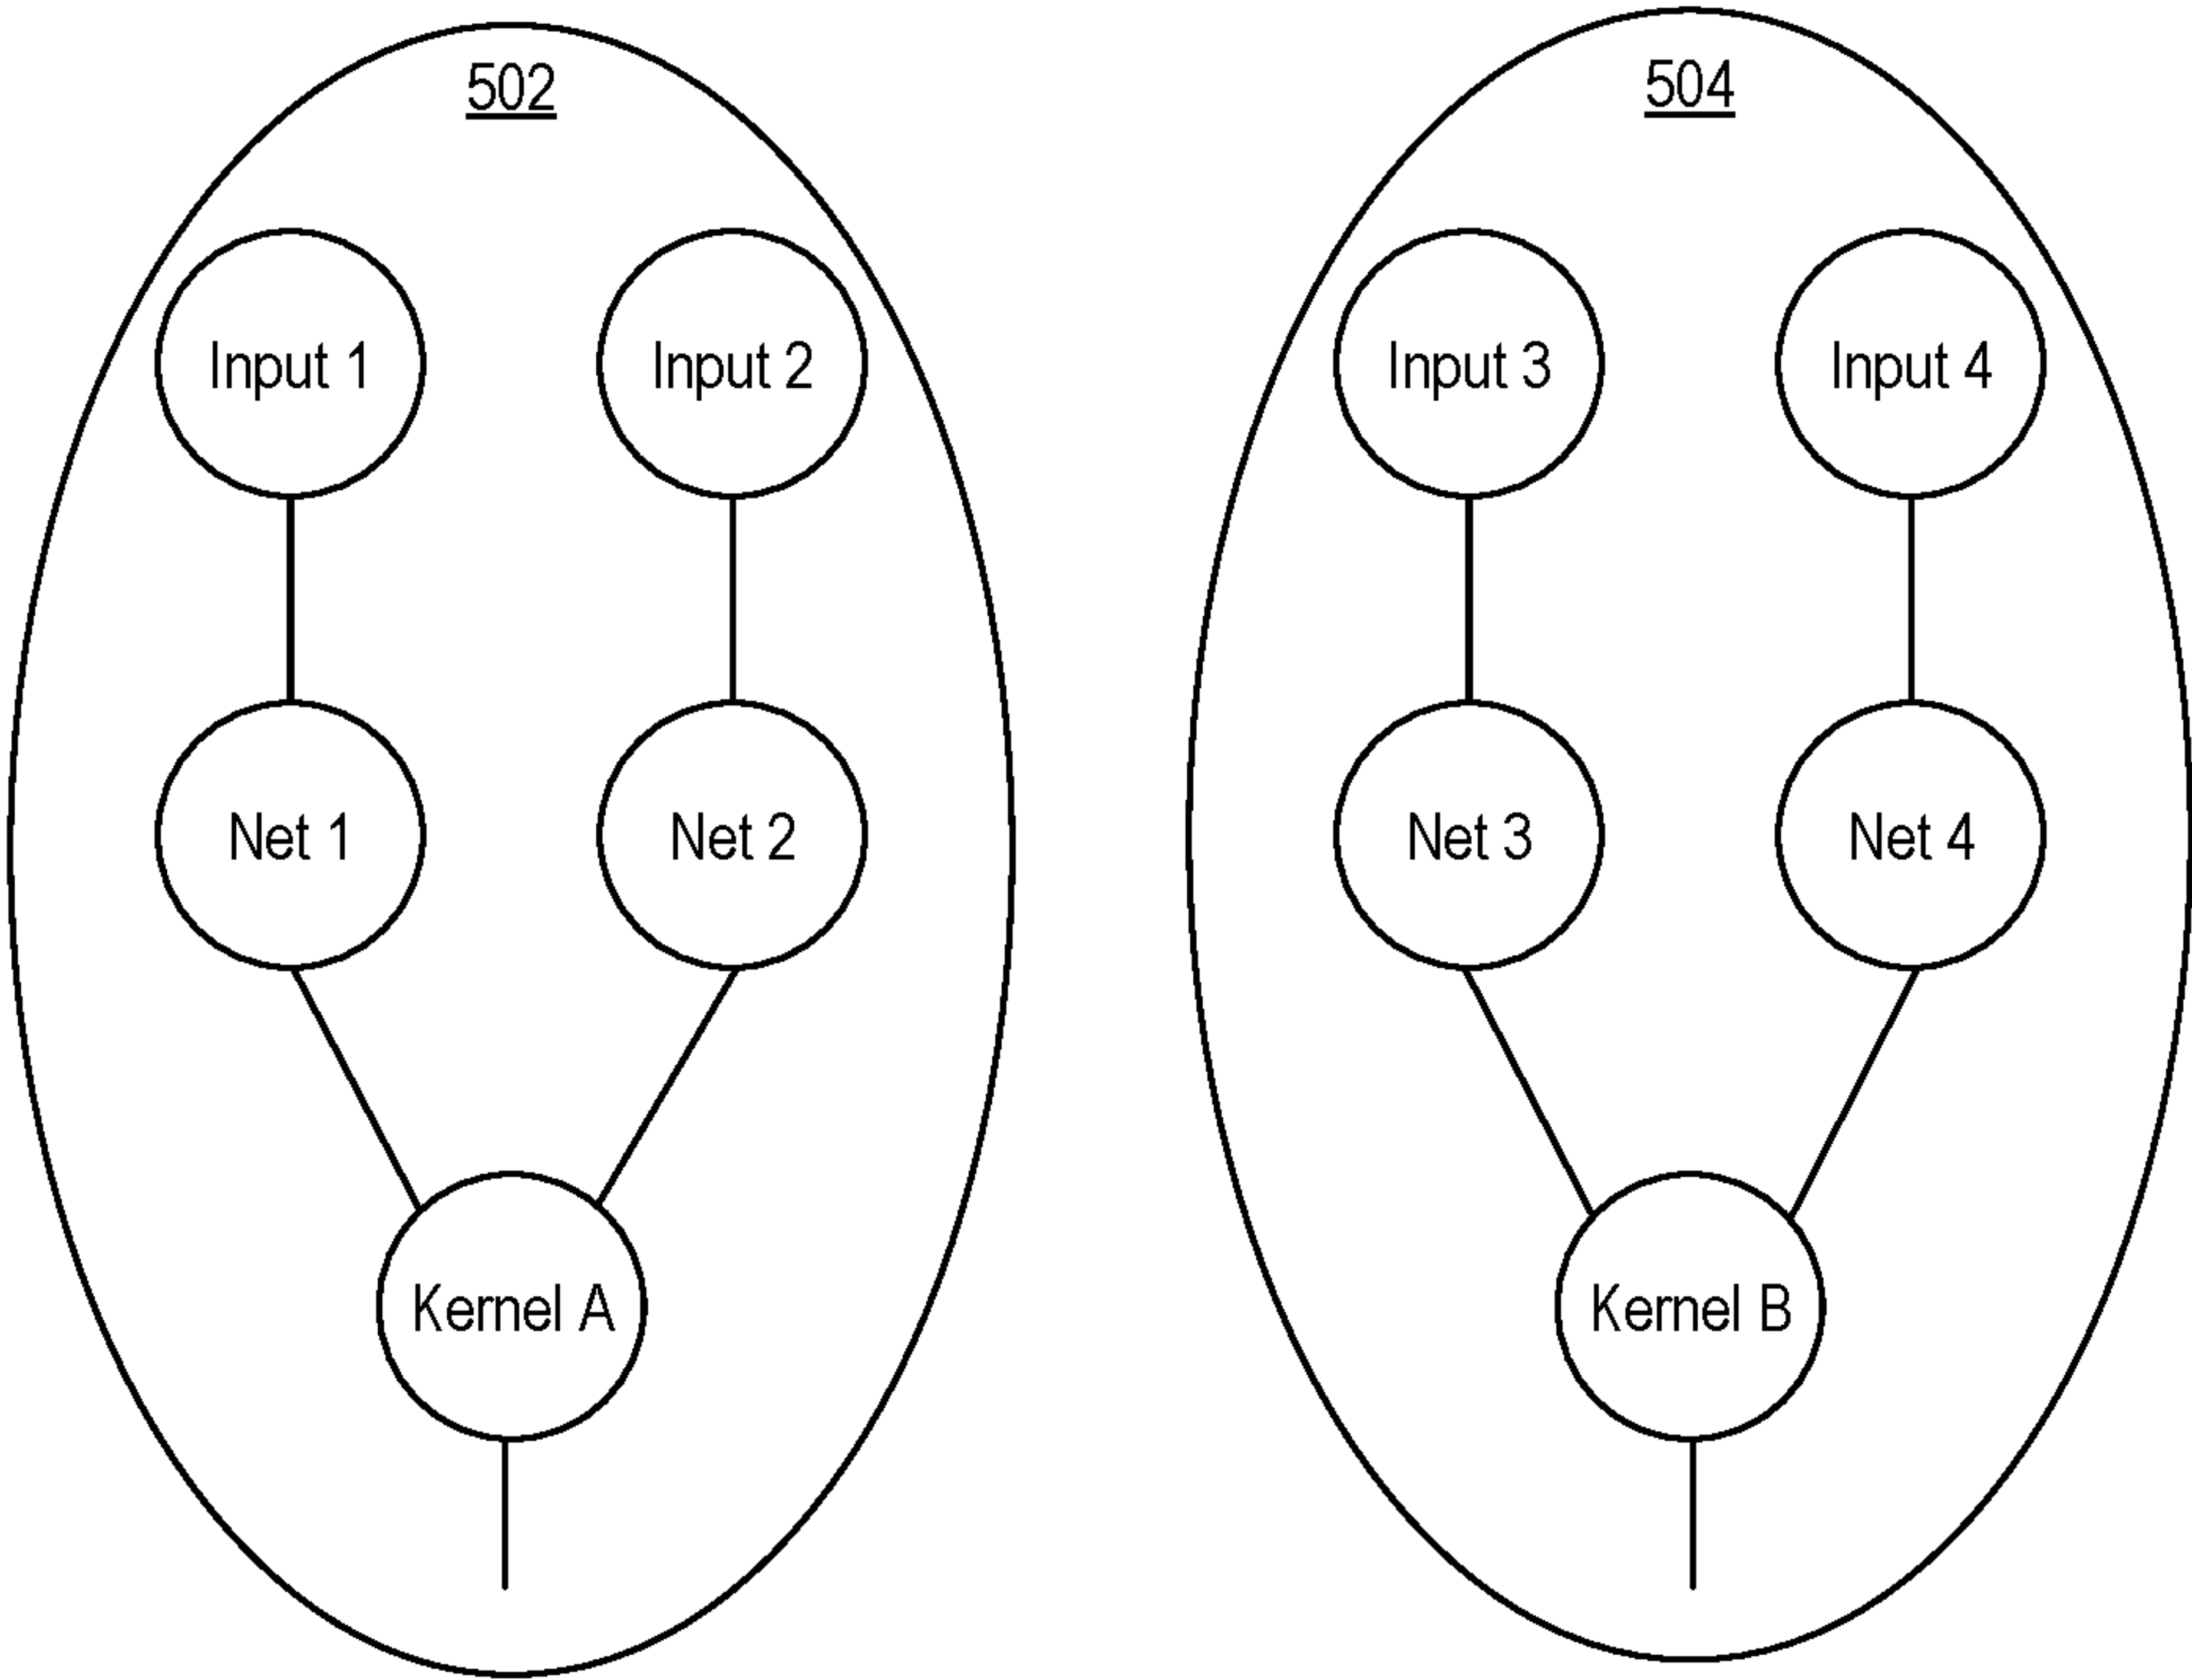 502
504
Input 1
Input 2
Input 3
Input 4
Net 1
Net 2
Net 3
Net 4
Kernel A
Kernel B